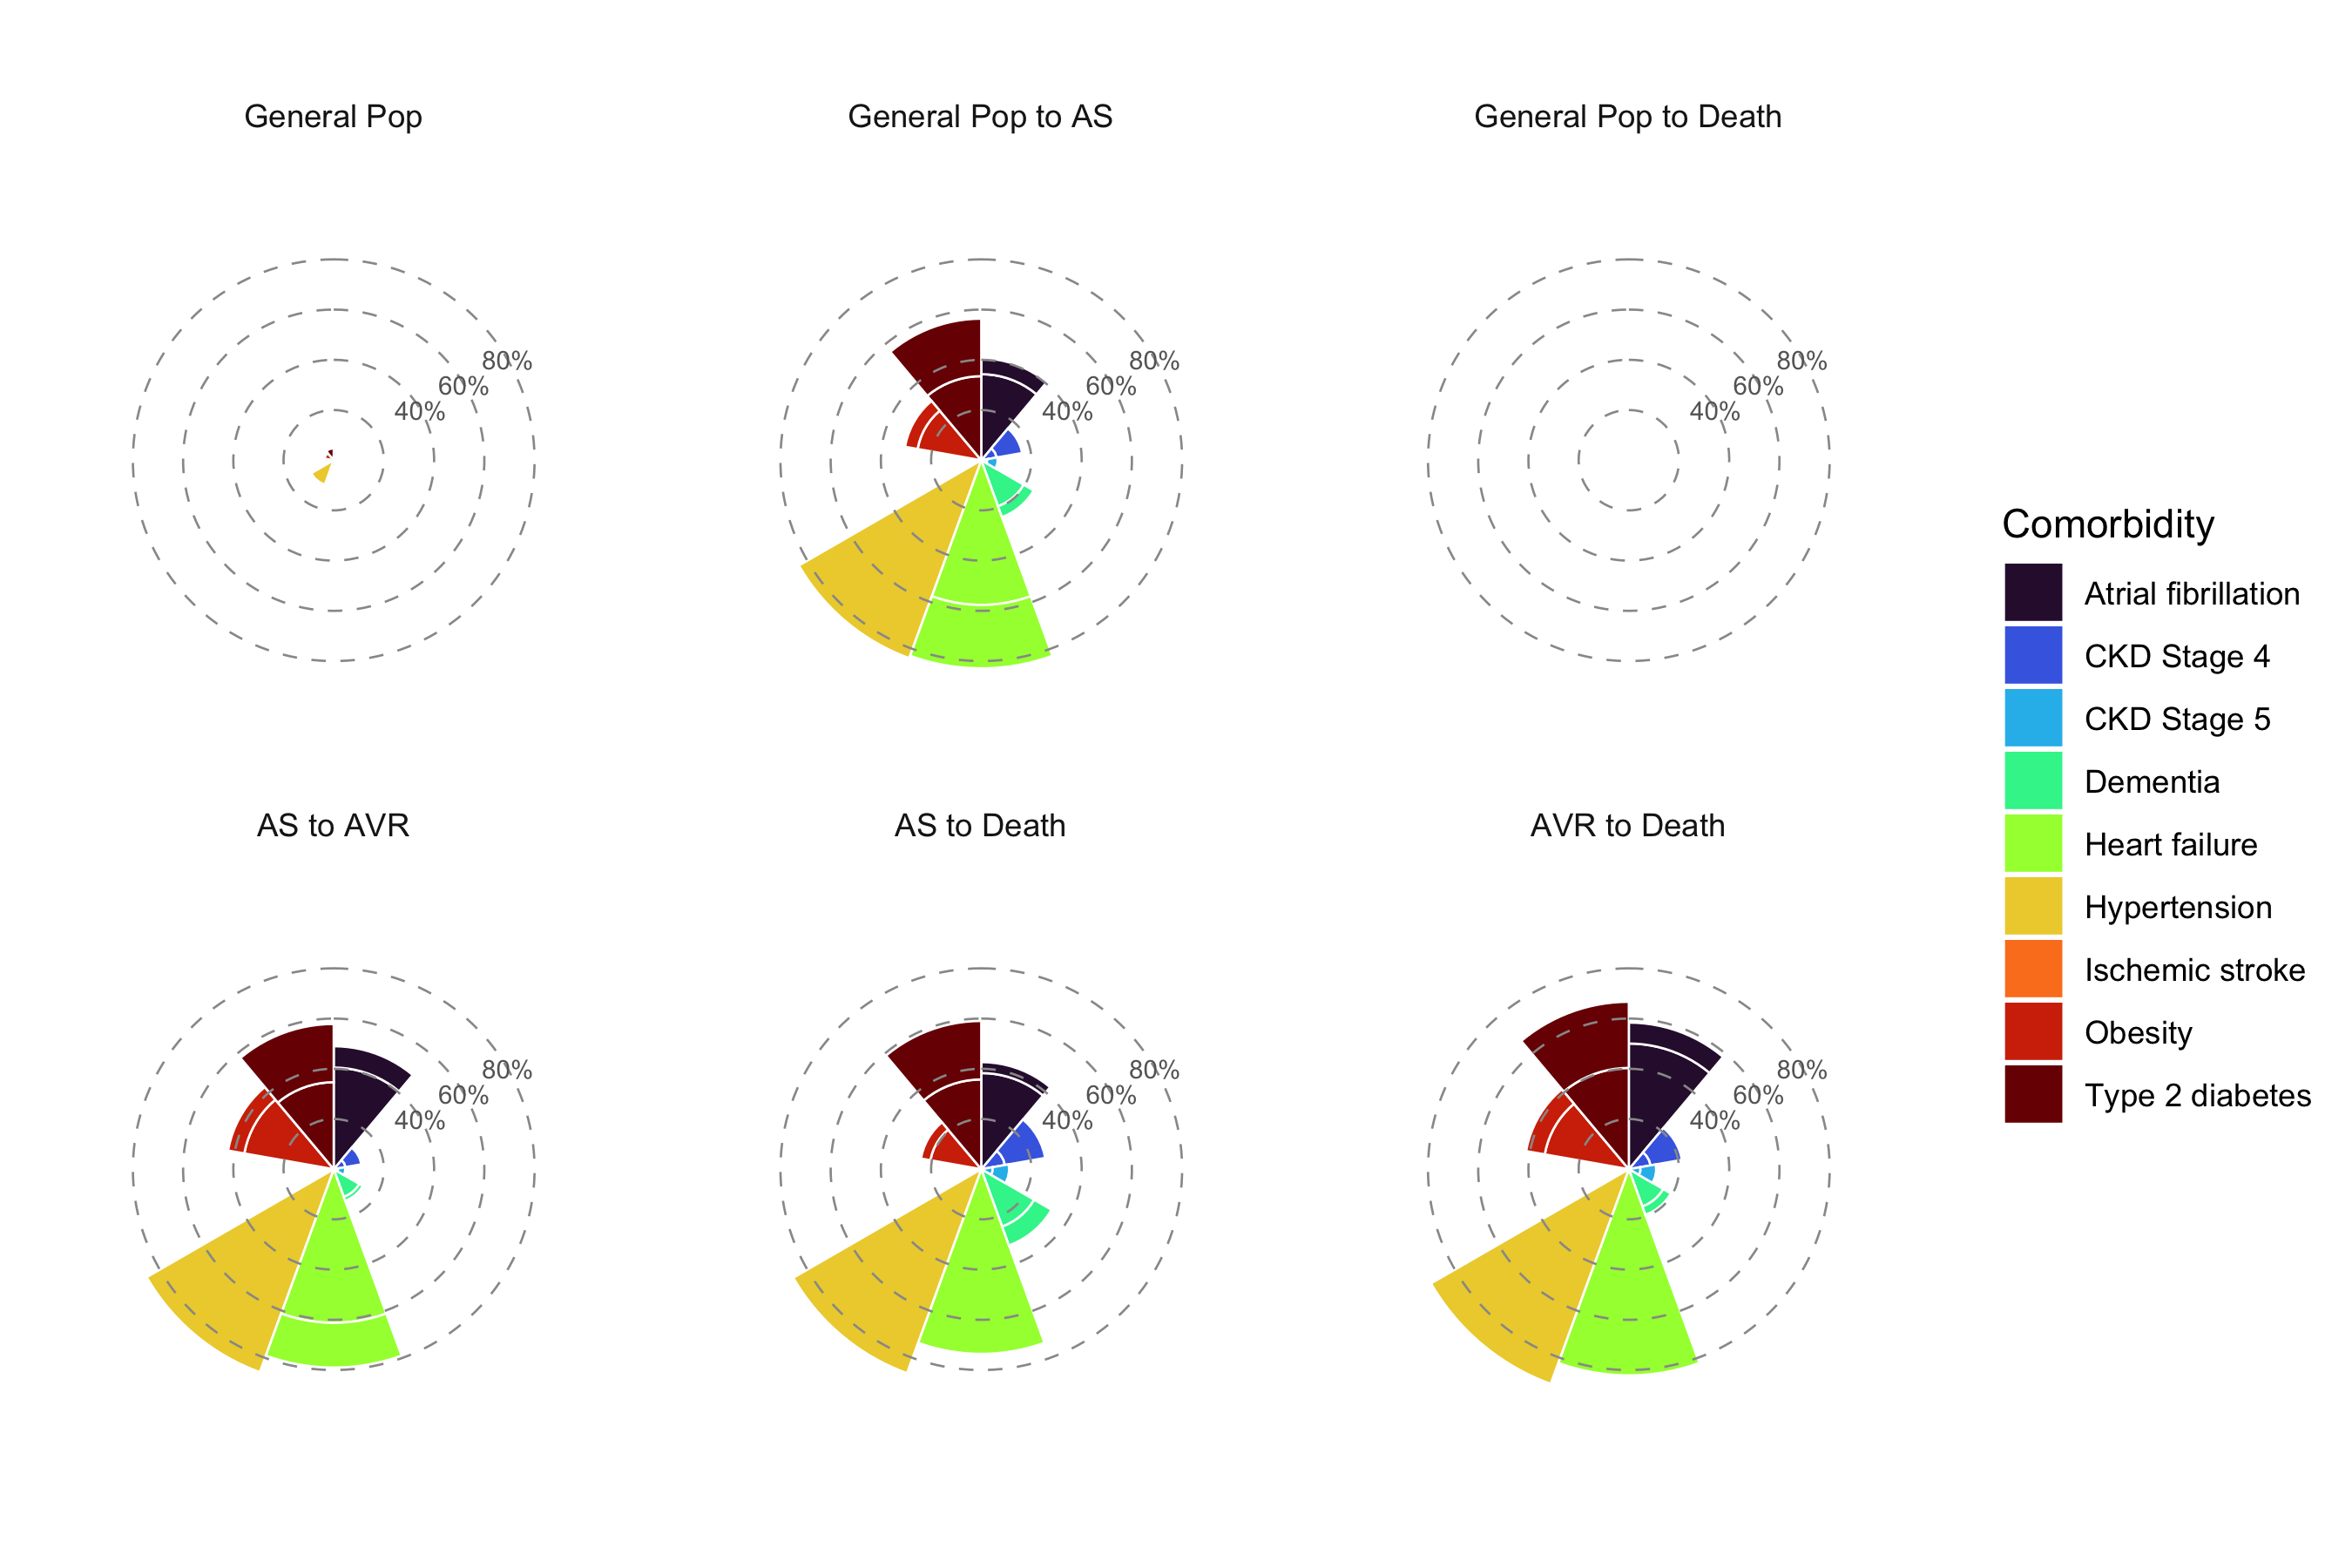 General Pop
General Pop to AS
General Pop to Death
80%
60%
40%
80%
60%
40%
80%
60%
40%
AS to AVR
AS to Death
AVR to Death
80%
60%
40%
80%
60%
40%
80%
60%
40%
Comorbidity
Atrial fibrillation
CKD Stage 4
CKD Stage 5
Dementia
Heart failure
Hypertension
Ischemic stroke
Obesity
Type 2 diabetes